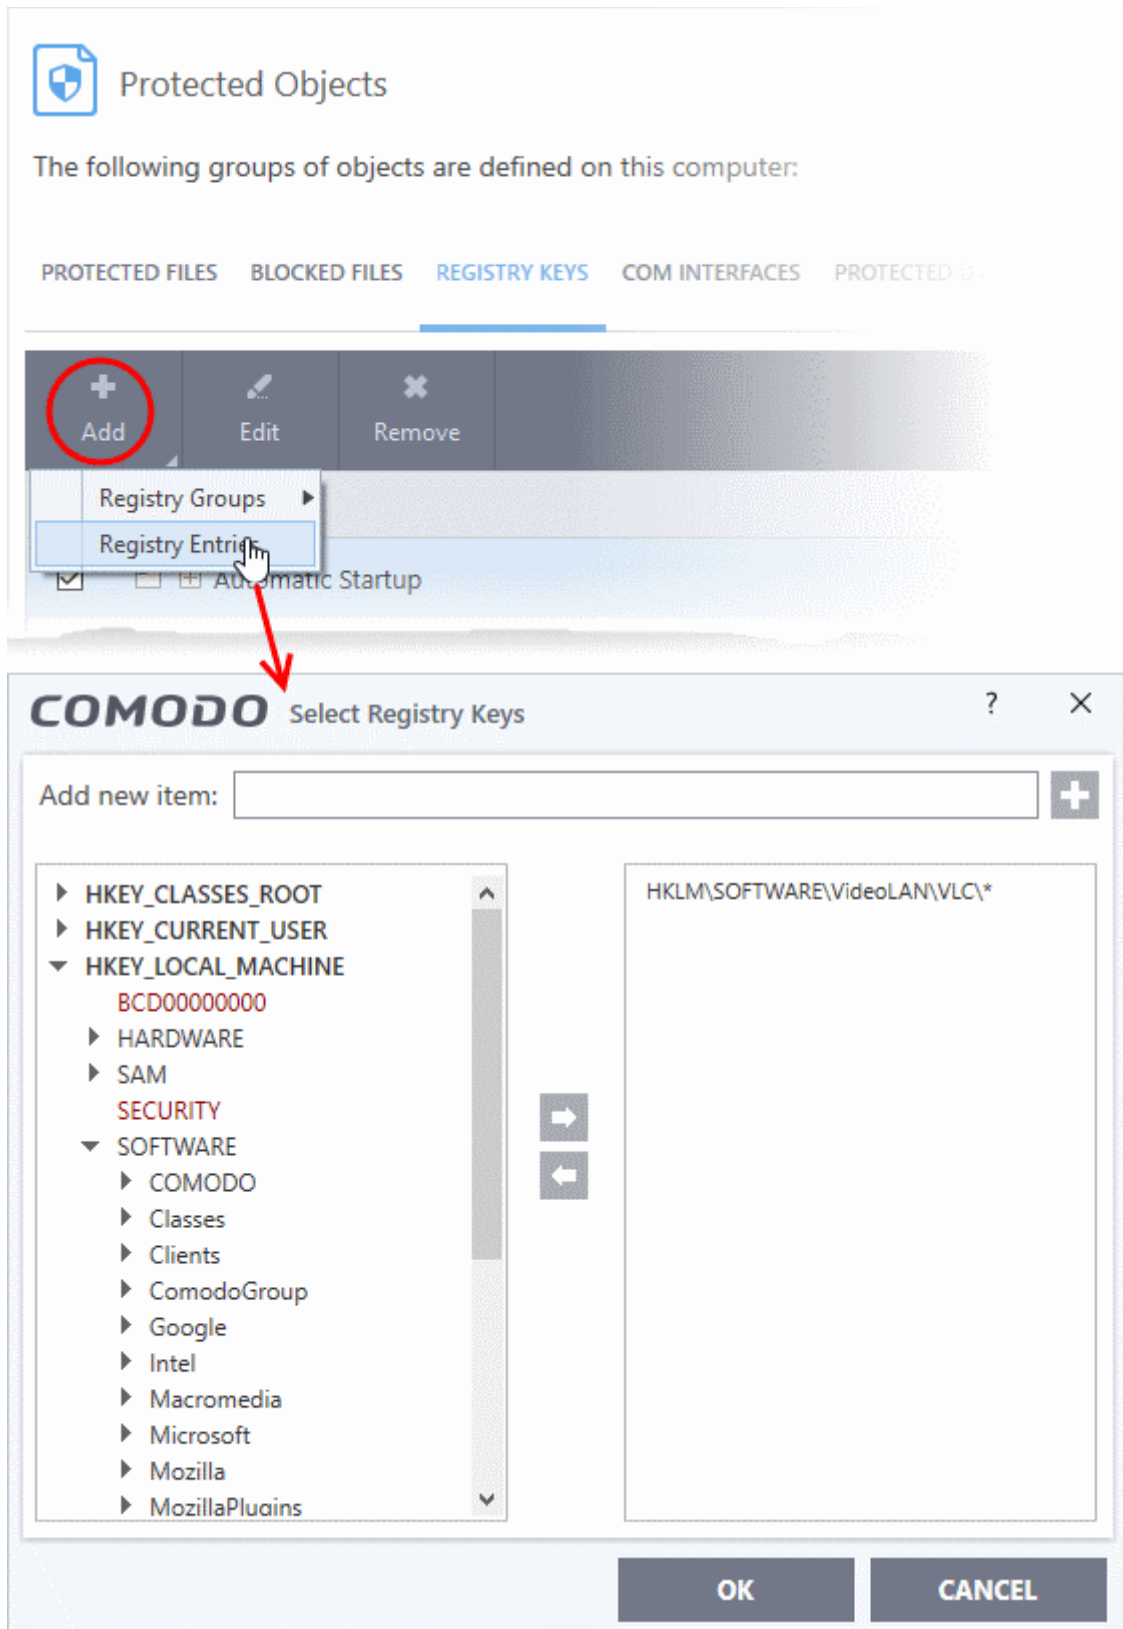 Protected Objects
The following groups of objects are defined on this computer:
PROTECTED FILES BLOCKED FILES REGISTRY KEYS COM INTERFACES PROTECTED
Add Edit Remove
Registry Groups
Registry Entries
Automatic Startup
COMODO Select Registry Keys ?
Add new item:
HKEY_CLASSES_ROOT
HKEY_CURRENT_USER
HKEY_LOCAL_MACHINE
BCD00000000
HARDWARE
SAM
SECURITY
SOFTWARE
COMODO
Classes
Clients
ComodoGroup
Google
Intel
Macromedia
Microsoft
Mozilla
MozillaPlugins
HKLM\SOFTWARE\VideoLAN\VLC\*
OK CANCEL